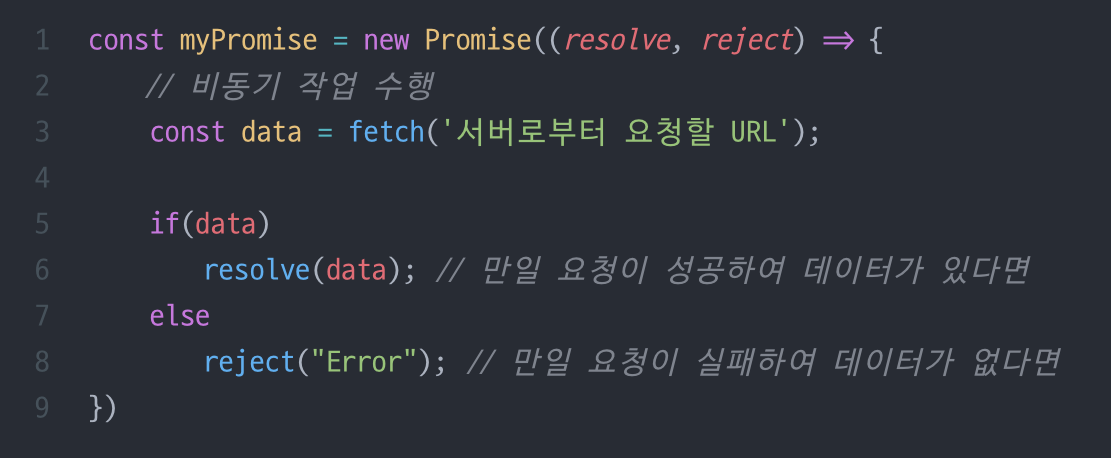 1 const myPromise = new Promise((resolve, reject) => {
2 // 비동기 작업 수행
3 const data = fetch('서버로부터 요청할 URL');
4
5 if(data)
6 resolve(data); // 만일 요청이 성공하여 데이터가 있다면
7 else
8 reject("Error"); // 만일 요청이 실패하여 데이터가 없다면
9 })